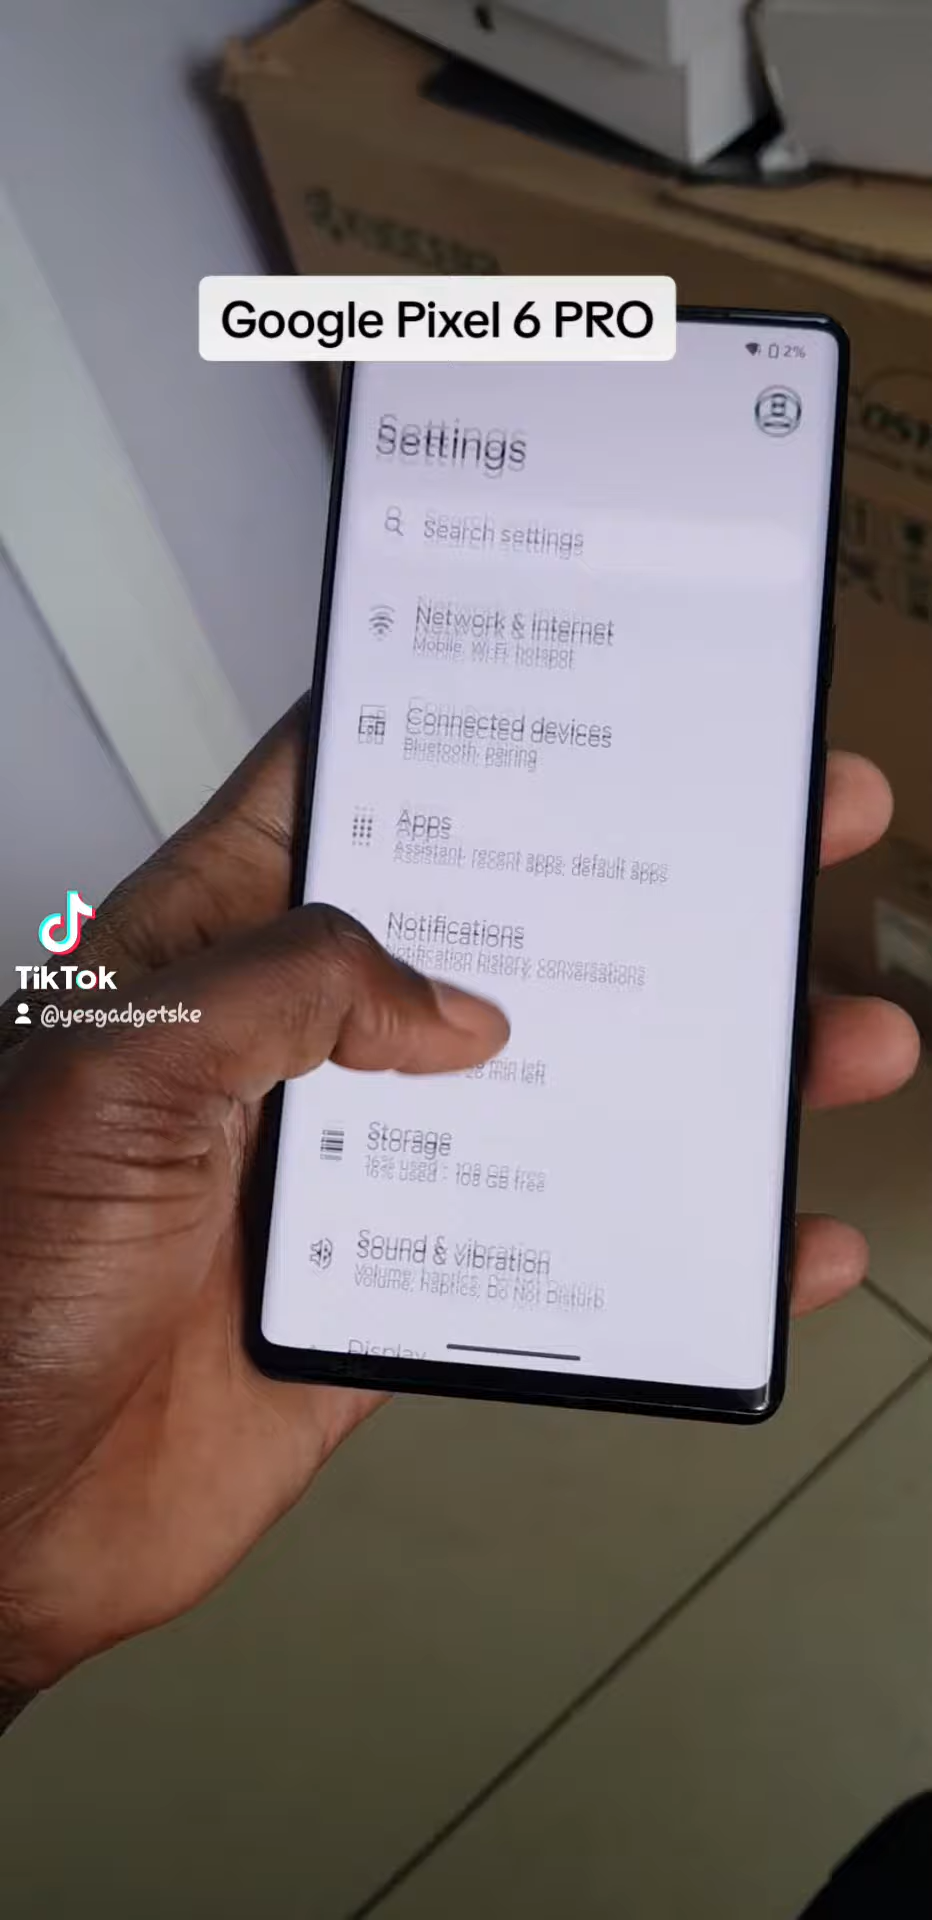 Google Pixel 6 PRO
2%
Settings
Search settings
Network & internet
Mobile, Wi-Fi, hotspot
Connected devices
Bluetooth, pairing
Apps
Assistant, recent apps, default apps
Notifications
Notification history, conversations
min left
Storage
16% used - 108 GB free
Sound & vibration
Volume, haptics, Do Not Disturb
Display
TikTok
@yesgadgetske